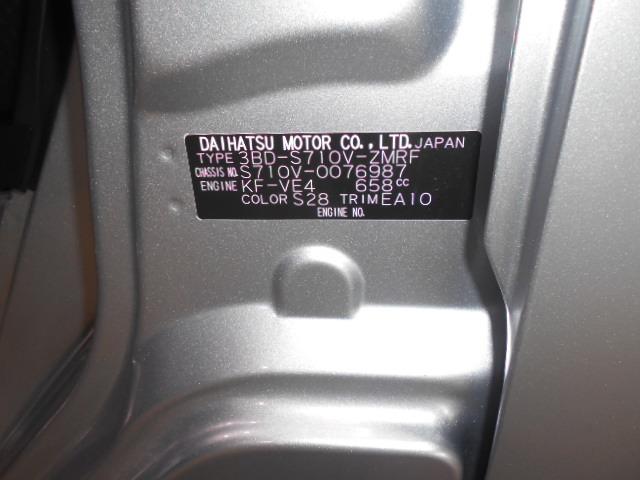 DAIHATSU MOTOR CO.,LTD. JAPAN
TYPE 3BD-S710V-ZMRF
CHASSIS NO. S710V-0076987
ENGINE KF-VE4 658cc
COLOR S28 TRIM EA10
ENGINE NO.